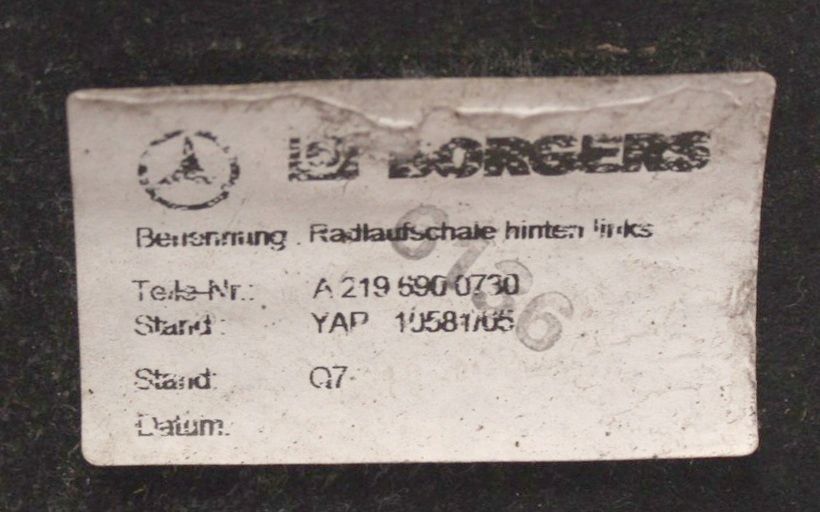 BORGERS
Benennung : Radlaufschale hinten links
Teile-Nr.: A 219 690 0730
Stand : YAP 10581/05
Stand: Q7
Datum: